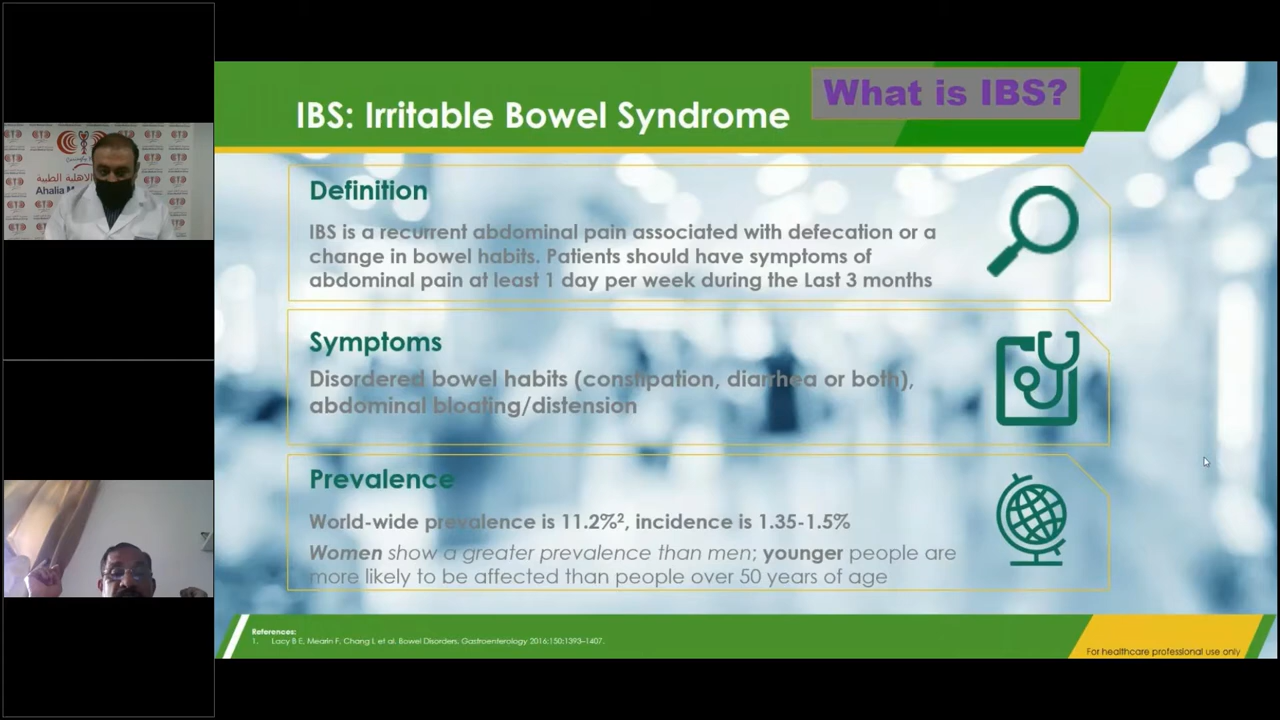 IBS: Irritable Bowel Syndrome
What is IBS?
Definition
IBS is a recurrent abdominal pain associated with defecation or a
change in bowel habits. Patients should have symptoms of
abdominal pain at least 1 day per week during the Last 3 months
Symptoms
Disordered bowel habits (constipation, diarrhea or both),
abdominal bloating/distension
Prevalence
World-wide prevalence is 11.2%², incidence is 1.35-1.5%
Women show a greater prevalence than men; younger people are
more likely to be affected than people over 50 years of age
References:
1. Lacy B E, Mearin F, Chang L et al. Bowel Disorders. Gastroenterology 2016;150:1393–1407.
For healthcare professional use only
الاهلية الطبية
Ahalia M